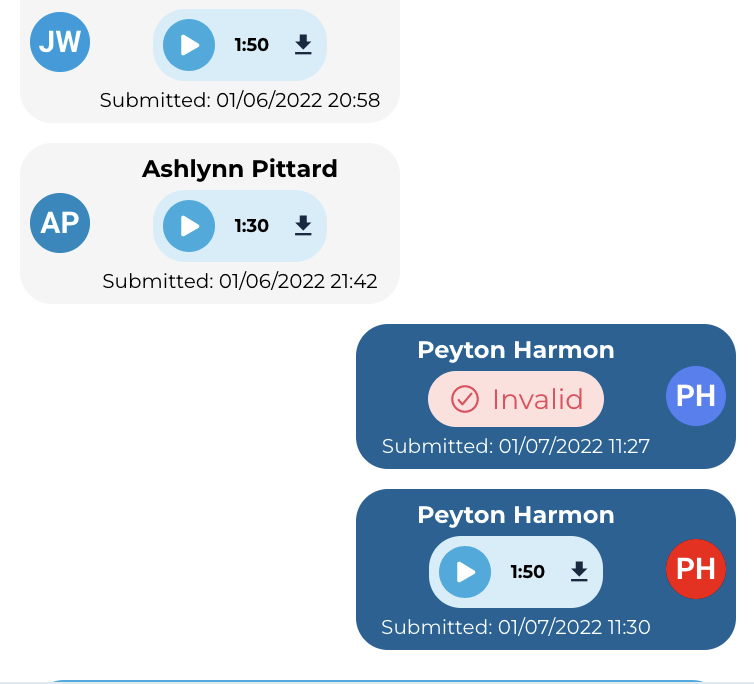 JW
1:50
Submitted: 01/06/2022 20:58
Ashlynn Pittard
AP
1:30
Submitted: 01/06/2022 21:42
Peyton Harmon
Invalid
PH
Submitted: 01/07/2022 11:27
Peyton Harmon
1:50
PH
Submitted: 01/07/2022 11:30